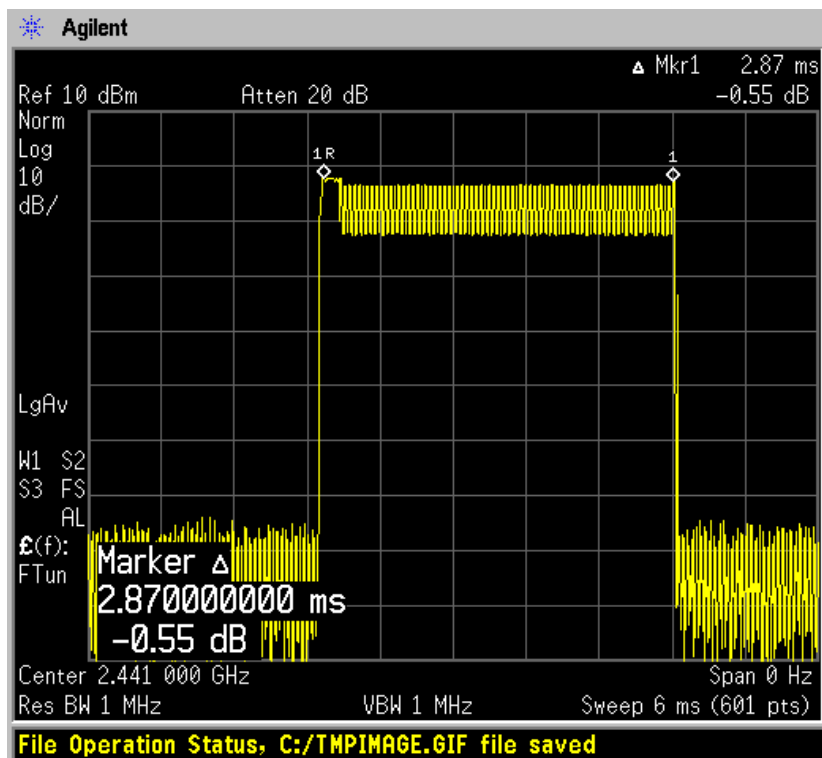 Agilent
Δ Mkr1 2.87 ms
Ref 10 dBm Atten 20 dB -0.55 dB
Norm
Log
10
dB/
1R
1
LgAv
W1 S2
S3 FS
AL
£(f):
FTun
Marker Δ
2.870000000 ms
-0.55 dB
Center 2.441 000 GHz Span 0 Hz
Res BW 1 MHz VBW 1 MHz Sweep 6 ms (601 pts)
File Operation Status, C:/TMPIMAGE.GIF file saved